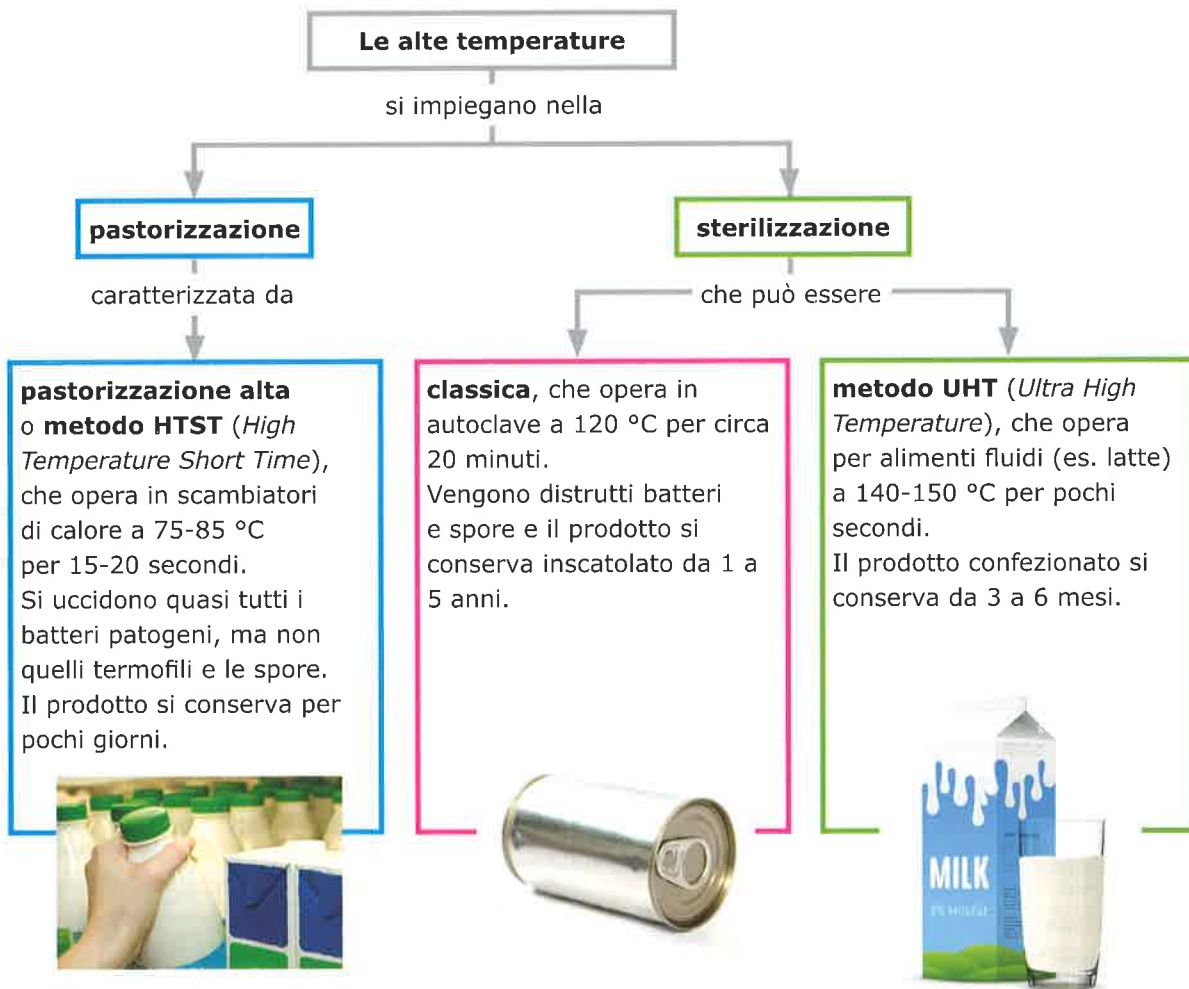 Le alte temperature
si impiegano nella
pastorizzazione
sterilizzazione
caratterizzata da
che può essere
pastorizzazione alta
o metodo HTST (High
Temperature Short Time),
che opera in scambiatori
di calore a 75-85 °C
per 15-20 secondi.
Si uccidono quasi tutti i
batteri patogeni, ma non
quelli termofili e le spore.
Il prodotto si conserva per
pochi giorni.
classica, che opera in
autoclave a 120 °C per circa
20 minuti.
Vengono distrutti batteri
e spore e il prodotto si
conserva inscatolato da 1 a
5 anni.
metodo UHT (Ultra High
Temperature), che opera
per alimenti fluidi (es. latte)
a 140-150 °C per pochi
secondi.
Il prodotto confezionato si
conserva da 3 a 6 mesi.
MILK